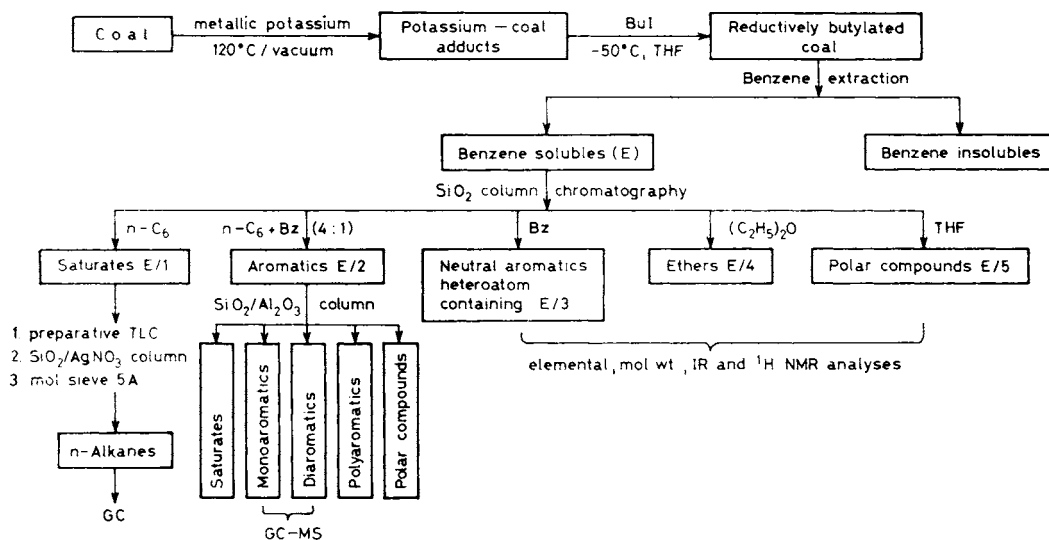 Coal
metallic potassium
120°C / vacuum
Potassium – coal
adducts
BuI
-50°C, THF
Reductively butylated
coal
Benzene extraction
Benzene solubles (E)
Benzene insolubles
SiO₂ column chromatography
n-C₆
n-C₆ + Bz (4:1)
Bz
(C₂H₅)₂O
THF
Saturates E/1
Aromatics E/2
Neutral aromatics
heteroatom
containing E/3
Ethers E/4
Polar compounds E/5
SiO₂/Al₂O₃ column
1. preparative TLC
2. SiO₂/AgNO₃ column
3 mol sieve 5A
elemental, mol wt, IR and ¹H NMR analyses
n-Alkanes
GC
Saturates
Monoaromatics
Diaromatics
Polyaromatics
Polar compounds
GC-MS